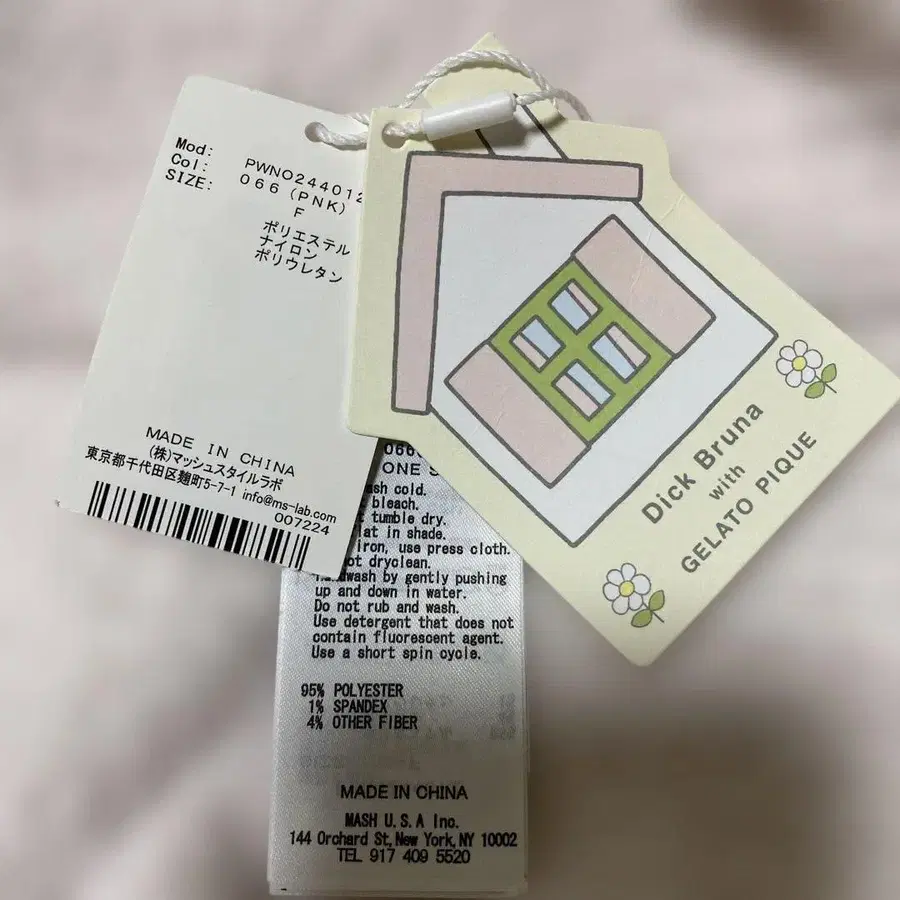 Mod: PWNO244012
Col: 066 (PNK)
SIZE: F
ポリエステル
ナイロン
ポリウレタン
MADE IN CHINA
(株)マッシュスタイルラボ
東京都千代田区麹町5-7-1 info@ms-lab.com
007224
Dick Bruna
with
GELATO PIQUE
066
ONE S
cold.
bleach.
tumble dry.
in shade.
iron, use press cloth.
dryclean.
by gently pushing
up and down in water.
Do not rub and wash.
Use detergent that does not
contain fluorescent agent.
Use a short spin cycle.
95% POLYESTER
1% SPANDEX
4% OTHER FIBER
MADE IN CHINA
MASH U.S.A Inc.
144 Orchard St,New York,NY 10002
TEL 917 409 5520